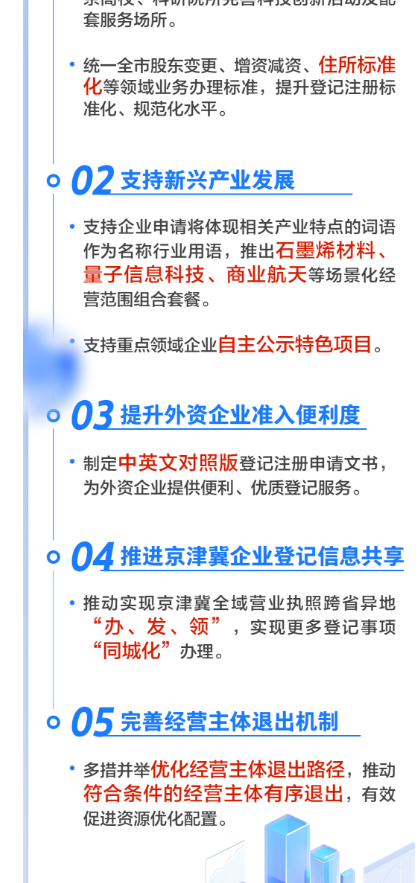 套服务场所。
统一全市股东变更、增资减资、住所标准
化等领域业务办理标准，提升登记注册标
准化、规范化水平。
02 支持新兴产业发展
支持企业申请将体现相关产业特点的词语
作为名称行业用语，推出石墨烯材料、
量子信息科技、商业航天等场景化经
营范围组合套餐。
支持重点领域企业自主公示特色项目。
03 提升外资企业准入便利度
制定中英文对照版登记注册申请文书，
为外资企业提供便利、优质登记服务。
04 推进京津冀企业登记信息共享
推动实现京津冀全域营业执照跨省异地
“办、发、领”，实现更多登记事项
“同城化”办理。
05 完善经营主体退出机制
多措并举优化经营主体退出路径，推动
符合条件的经营主体有序退出，有效
促进资源优化配置。